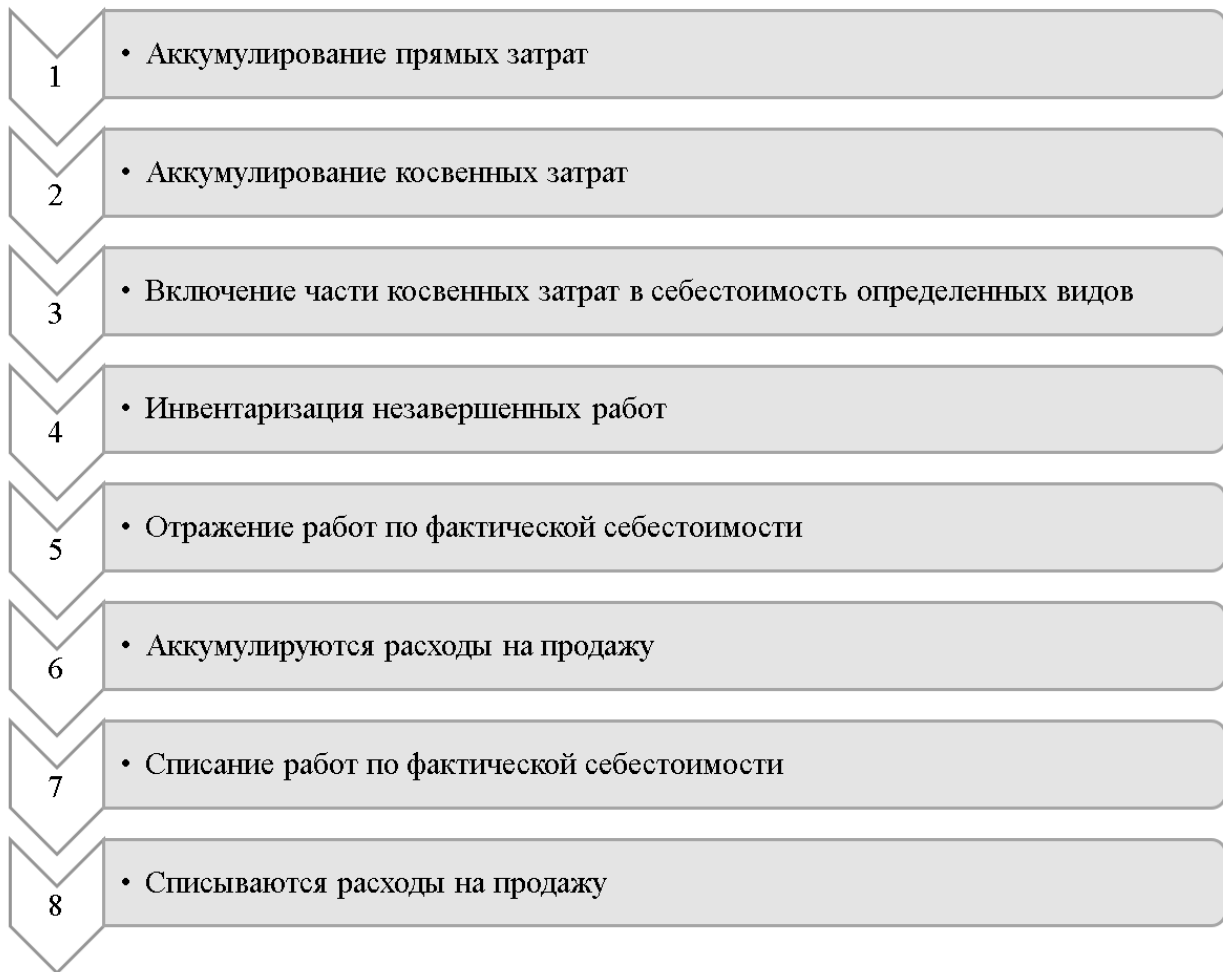 1
• Аккумулирование прямых затрат
2
• Аккумулирование косвенных затрат
3
• Включение части косвенных затрат в себестоимость определенных видов
4
• Инвентаризация незавершенных работ
5
• Отражение работ по фактической себестоимости
6
• Аккумулируются расходы на продажу
7
• Списание работ по фактической себестоимости
8
• Списываются расходы на продажу